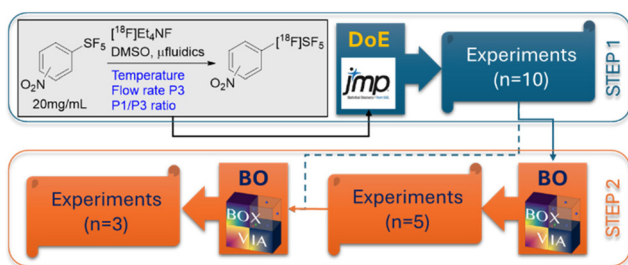 SF5
O2N
20mg/mL
[18F]Et4NF
DMSO, μfluidics
Temperature
Flow rate P3
P1/P3 ratio
[18F]SF5
O2N
DoE
jmp
Experiments
(n=10)
STEP 1
Experiments
(n=3)
BO
BOX
VIA
Experiments
(n=5)
BO
BOX
VIA
STEP 2